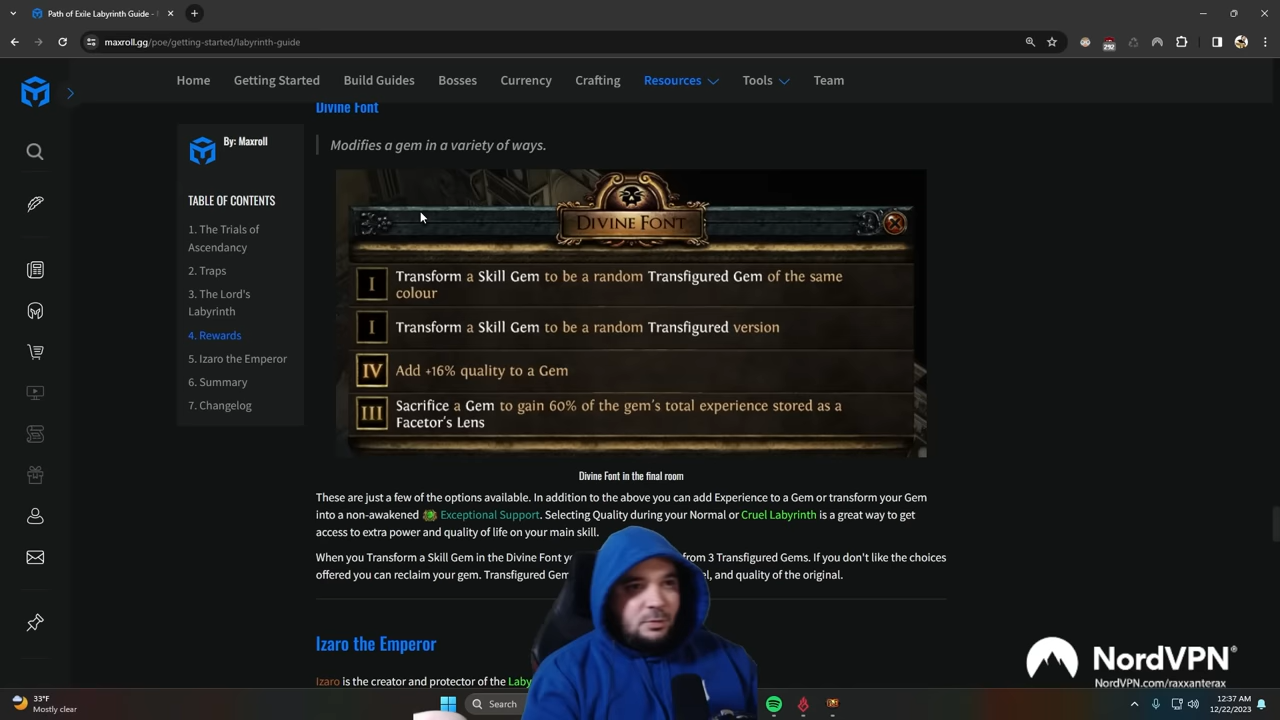 Path of Exile Labyrinth Guide -
maxroll.gg/poe/getting-started/labyrinth-guide
292
Home
Getting Started
Build Guides
Bosses
Currency
Crafting
Resources
Tools
Team
By: Maxroll
TABLE OF CONTENTS
1. The Trials of
Ascendancy
2. Traps
3. The Lord's
Labyrinth
4. Rewards
5. Izaro the Emperor
6. Summary
7. Changelog
Divine Font
Modifies a gem in a variety of ways.
DIVINE FONT
I
Transform a Skill Gem to be a random Transfigured Gem of the same
colour
I
Transform a Skill Gem to be a random Transfigured version
IV
Add +16% quality to a Gem
III
Sacrifice a Gem to gain 60% of the gem's total experience stored as a
Facetor's Lens
Divine Font in the final room
These are just a few of the options available. In addition to the above you can add Experience to a Gem or transform your Gem
into a non-awakened Exceptional Support. Selecting Quality during your Normal or Cruel Labyrinth is a great way to get
access to extra power and quality of life on your main skill.
When you Transform a Skill Gem in the Divine Font from 3 Transfigured Gems. If you don't like the choices
offered you can reclaim your gem. Transfigured Gem and quality of the original.
Izaro the Emperor
Izaro is the creator and protector of the
NordVPN®
NordVPN.com/raxxanterax
33°F
Mostly clear
Search
12:37 AM
12/22/2023